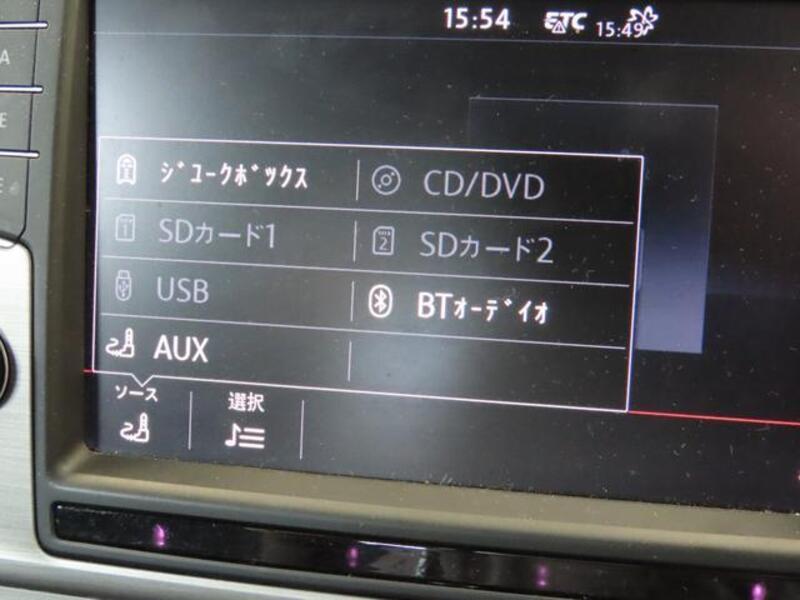 15:54 ETC 15:49
A
E
E
ｼﾞｭｰｸﾎﾞｯｸｽ CD/DVD
1 SDカード1 2 SDカード2
USB BTｵｰﾃﾞｨｵ
AUX
ソース 選択